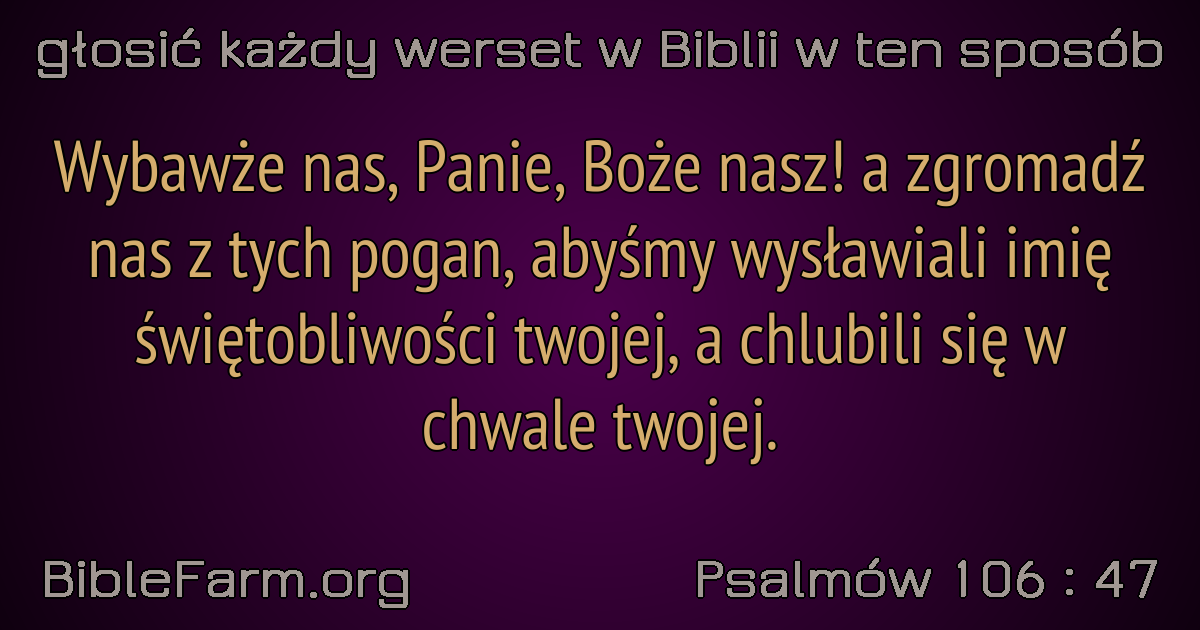 głosić każdy werset w Biblii w ten sposób
Wybawże nas, Panie, Boże nasz! a zgromadź
nas z tych pogan, abyśmy wysławiali imię
świętobliwości twojej, a chlubili się w
chwale twojej.
BibleFarm.org
Psalmów 106 : 47